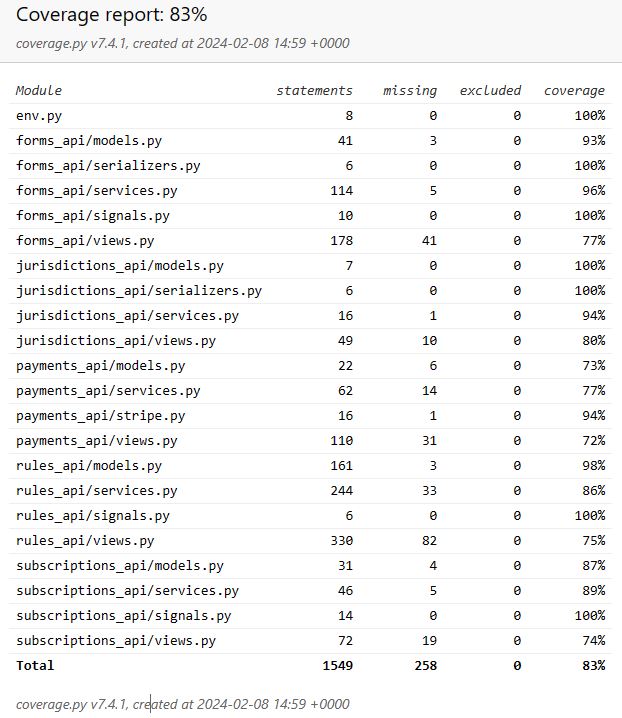 Coverage report: 83%
coverage.py v7.4.1, created at 2024-02-08 14:59 +0000
Module statements missing excluded coverage
env.py 8 0 0 100%
forms_api/models.py 41 3 0 93%
forms_api/serializers.py 6 0 0 100%
forms_api/services.py 114 5 0 96%
forms_api/signals.py 10 0 0 100%
forms_api/views.py 178 41 0 77%
jurisdictions_api/models.py 7 0 0 100%
jurisdictions_api/serializers.py 6 0 0 100%
jurisdictions_api/services.py 16 1 0 94%
jurisdictions_api/views.py 49 10 0 80%
payments_api/models.py 22 6 0 73%
payments_api/services.py 62 14 0 77%
payments_api/stripe.py 16 1 0 94%
payments_api/views.py 110 31 0 72%
rules_api/models.py 161 3 0 98%
rules_api/services.py 244 33 0 86%
rules_api/signals.py 6 0 0 100%
rules_api/views.py 330 82 0 75%
subscriptions_api/models.py 31 4 0 87%
subscriptions_api/services.py 46 5 0 89%
subscriptions_api/signals.py 14 0 0 100%
subscriptions_api/views.py 72 19 0 74%
Total 1549 258 0 83%
coverage.py v7.4.1, created at 2024-02-08 14:59 +0000